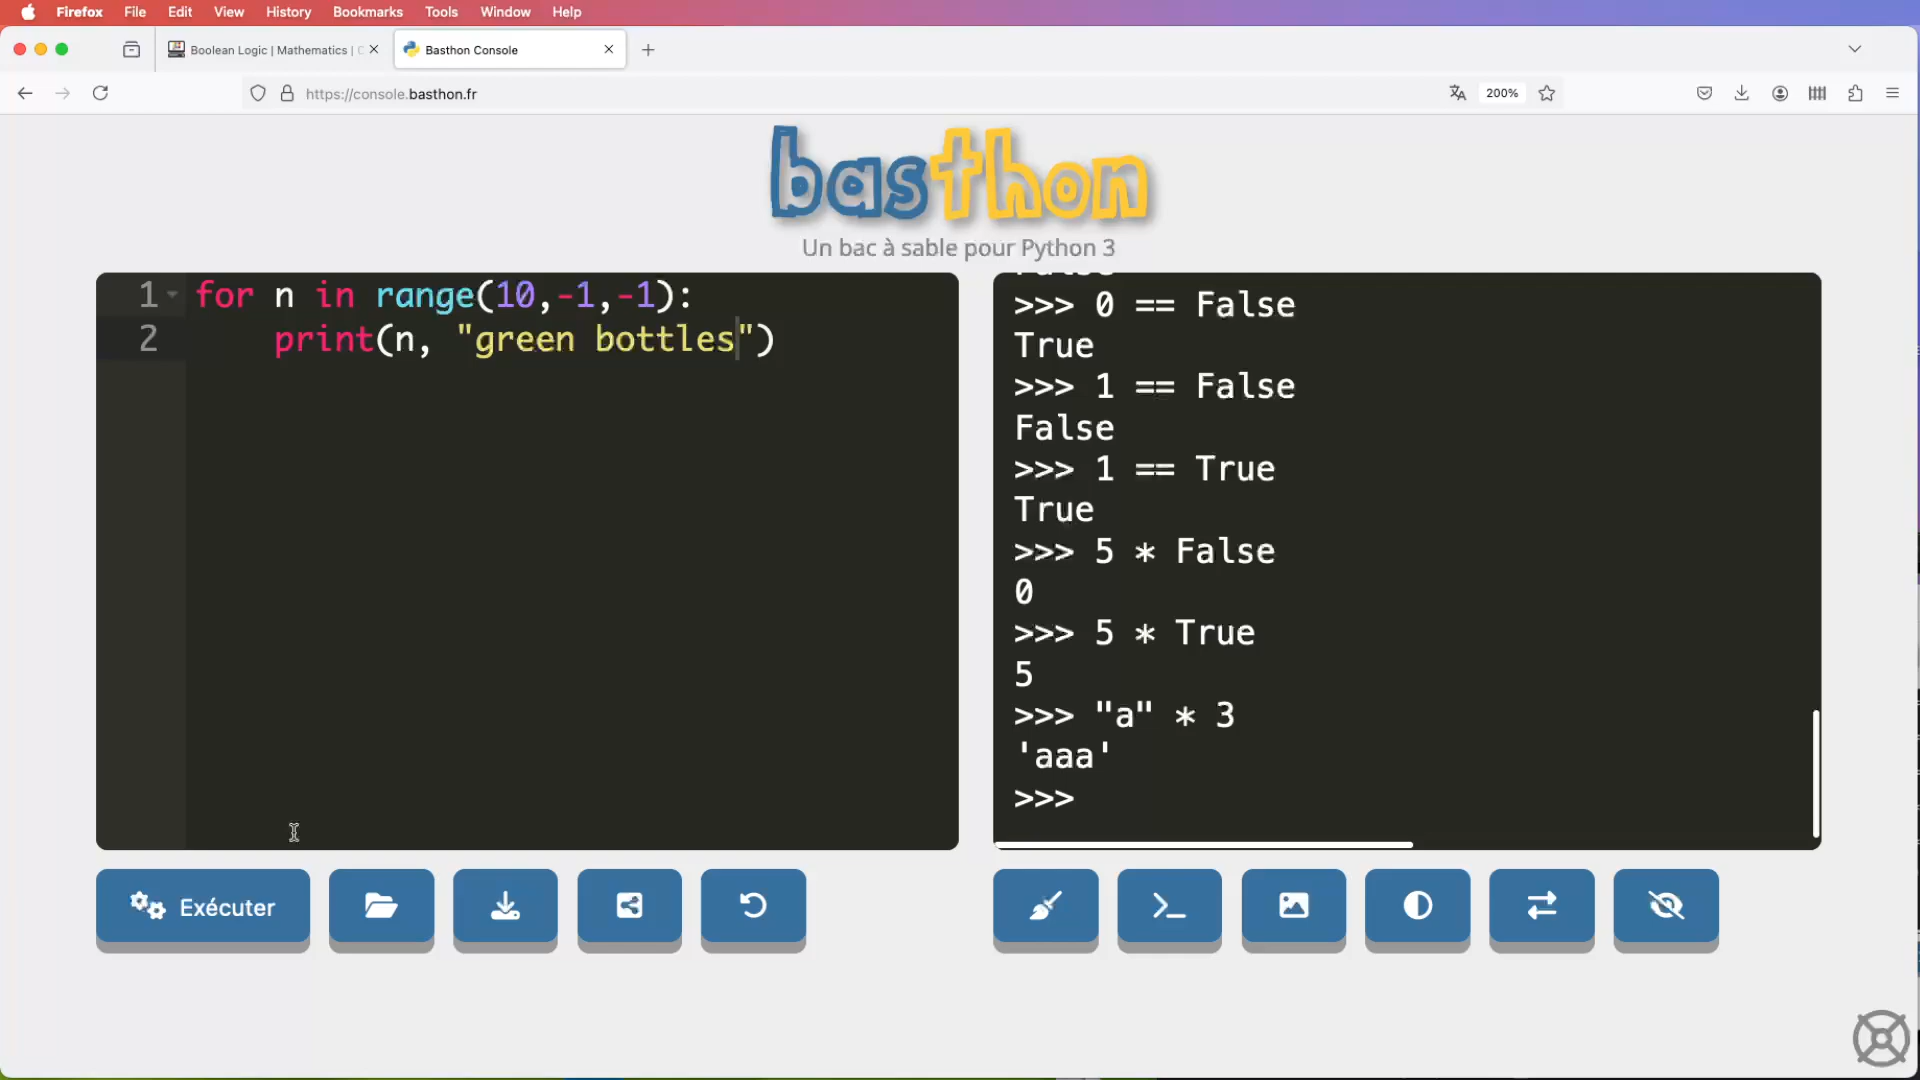 Firefox File Edit View History Bookmarks Tools Window Help
Boolean Logic | Mathematics |
Basthon Console
https://console.basthon.fr
200%
basthon
Un bac à sable pour Python 3
1 for n in range(10,-1,-1):
2 print(n, "green bottles")
False
>>> 0 == False
True
>>> 1 == False
False
>>> 1 == True
True
>>> 5 * False
0
>>> 5 * True
5
>>> "a" * 3
'aaa'
>>>
Exécuter